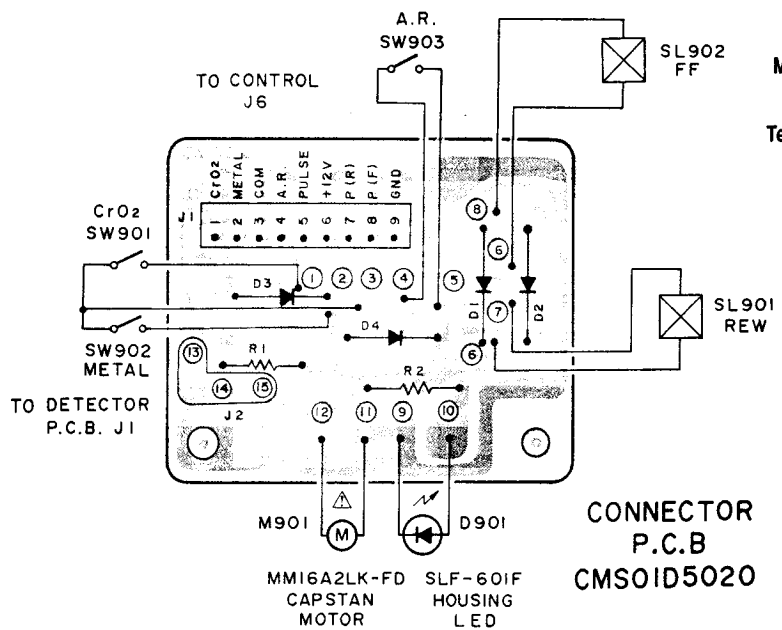 A.R.
SW903
SL902
FF
M
Te
TO CONTROL
J6
CrO2
METAL
COM
A.R.
PULSE
+12V
P(R)
P(F)
GND
J1
1 2 3 4 5 6 7 8 9
CrO2
SW901
8
6
1 2 3 4 5
D3
D1
D2
7
SL901
REW
D4
6
SW902
METAL
13
R1
R2
14 15
J2
TO DETECTOR
P.C.B. J1
12 11 9 10
M901
M
D901
CONNECTOR
P.C.B
CMS01D5020
MM16A2LK-FD
CAPSTAN
MOTOR
SLF-601F
HOUSING
LED